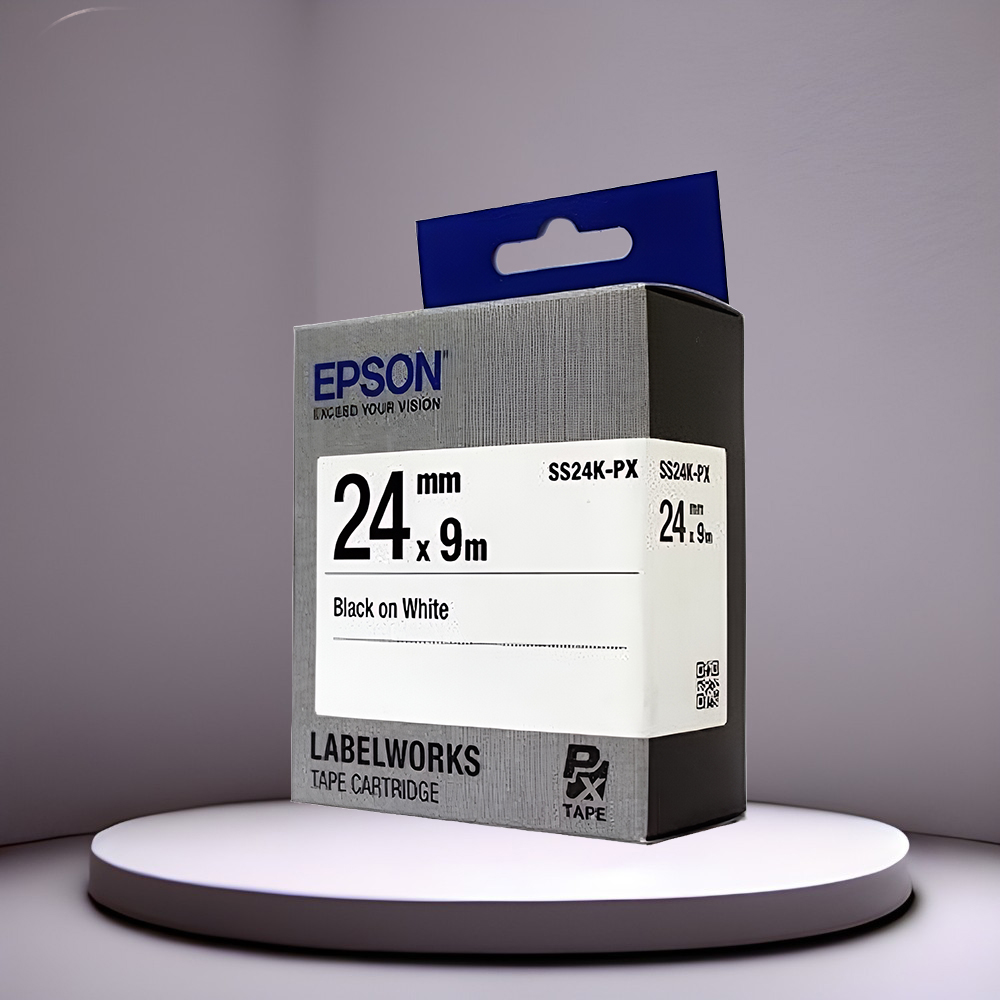 EPSON
EXCEED YOUR VISION
24 mm x 9m
SS24K-PX
Black on White
LABELWORKS
TAPE CARTRIDGE
PX
TAPE
SS24K-PX
24 mm x 9m